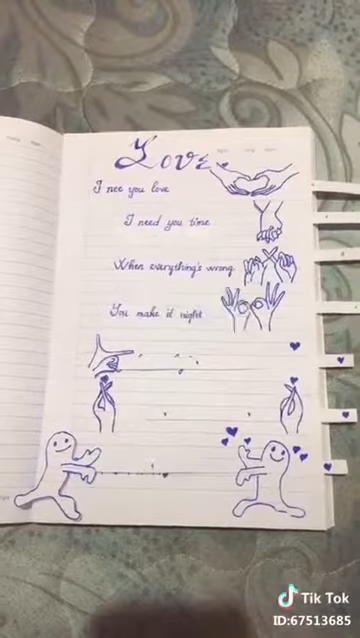 Love
I nee you love
I need you time
When everything's wrong
You make it right
Tik Tok
ID:67513685